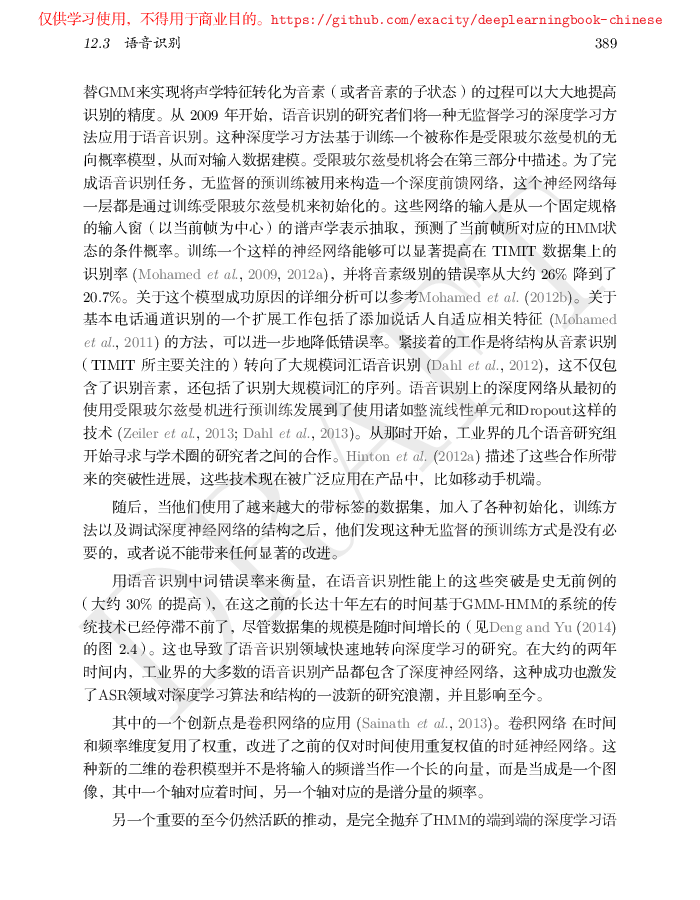 仅供学习使用，不得用于商业目的。https://github.com/exacity/deeplearningbook-chinese
12.3 语音识别 389
替GMM来实现将声学特征转化为音素（或者音素的子状态）的过程可以大大地提高
识别的精度。从 2009 年开始，语音识别的研究者们将一种无监督学习的深度学习方
法应用于语音识别。这种深度学习方法基于训练一个被称作是受限玻尔兹曼机的无
向概率模型，从而对输入数据建模。受限玻尔兹曼机将会在第三部分中描述。为了完
成语音识别任务，无监督的预训练被用来构造一个深度前馈网络，这个神经网络每
一层都是通过训练受限玻尔兹曼机来初始化的。这些网络的输入是从一个固定规格
的输入窗（以当前帧为中心）的谱声学表示抽取，预测了当前帧所对应的HMM状
态的条件概率。训练一个这样的神经网络能够可以显著提高在 TIMIT 数据集上的
识别率 (Mohamed et al., 2009, 2012a)，并将音素级别的错误率从大约 26% 降到了
20.7%。关于这个模型成功原因的详细分析可以参考Mohamed et al. (2012b)。关于
基本电话通道识别的一个扩展工作包括了添加说话人自适应相关特征 (Mohamed
et al., 2011) 的方法，可以进一步地降低错误率。紧接着的工作是将结构从音素识别
（TIMIT 所主要关注的）转向了大规模词汇语音识别 (Dahl et al., 2012)，这不仅包
含了识别音素，还包括了识别大规模词汇的序列。语音识别上的深度网络从最初的
使用受限玻尔兹曼机进行预训练发展到了使用诸如整流线性单元和Dropout这样的
技术 (Zeiler et al., 2013; Dahl et al., 2013)。从那时开始，工业界的几个语音研究组
开始寻求与学术圈的研究者之间的合作。Hinton et al. (2012a) 描述了这些合作所带
来的突破性进展，这些技术现在被广泛应用在产品中，比如移动手机端。
随后，当他们使用了越来越大的带标签的数据集，加入了各种初始化，训练方
法以及调试深度神经网络的结构之后，他们发现这种无监督的预训练方式是没有必
要的，或者说不能带来任何显著的改进。
用语音识别中词错误率来衡量，在语音识别性能上的这些突破是史无前例的
（大约 30% 的提高），在这之前的长达十年左右的时间基于GMM-HMM的系统的传
统技术已经停滞不前了，尽管数据集的规模是随时间增长的（见Deng and Yu (2014)
的图 2.4）。这也导致了语音识别领域快速地转向深度学习的研究。在大约的两年
时间内，工业界的大多数的语音识别产品都包含了深度神经网络，这种成功也激发
了ASR领域对深度学习算法和结构的一波新的研究浪潮，并且影响至今。
其中的一个创新点是卷积网络的应用 (Sainath et al., 2013)。卷积网络 在时间
和频率维度复用了权重，改进了之前的仅对时间使用重复权值的时延神经网络。这
种新的二维的卷积模型并不是将输入的频谱当作一个长的向量，而是当成是一个图
像，其中一个轴对应着时间，另一个轴对应的是谱分量的频率。
另一个重要的至今仍然活跃的推动，是完全抛弃了HMM的端到端的深度学习语
DRAFT